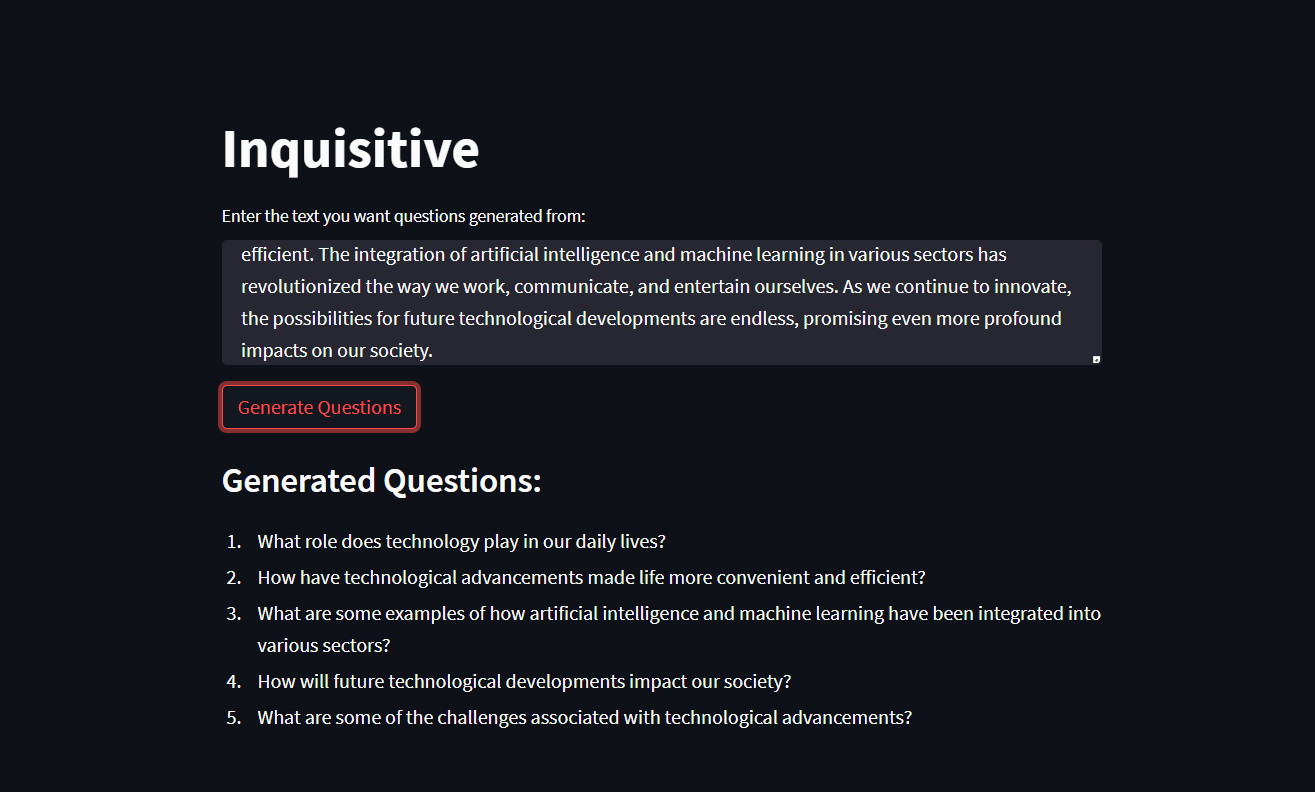 Inquisitive
Enter the text you want questions generated from:
efficient. The integration of artificial intelligence and machine learning in various sectors has
revolutionized the way we work, communicate, and entertain ourselves. As we continue to innovate,
the possibilities for future technological developments are endless, promising even more profound
impacts on our society.
Generate Questions
Generated Questions:
1. What role does technology play in our daily lives?
2. How have technological advancements made life more convenient and efficient?
3. What are some examples of how artificial intelligence and machine learning have been integrated into
various sectors?
4. How will future technological developments impact our society?
5. What are some of the challenges associated with technological advancements?